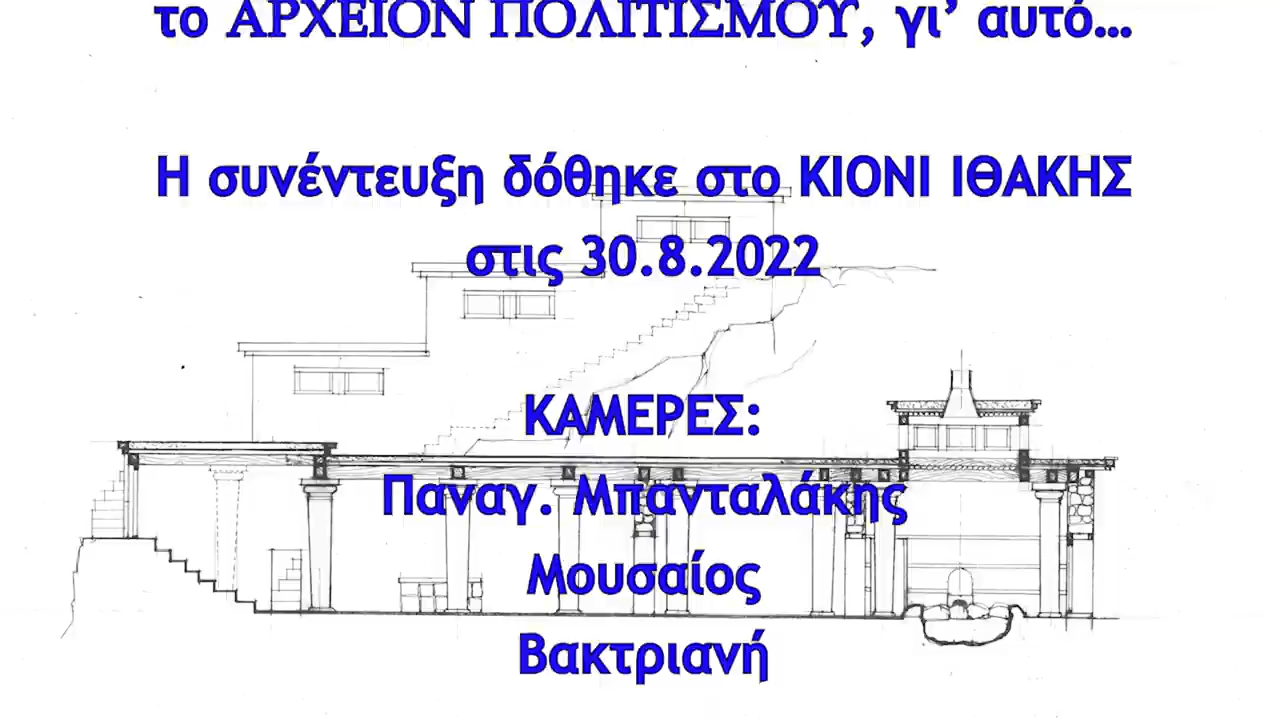 το ΑΡΧΕΙΟΝ ΠΟΛΙΤΙΣΜΟΥ, γι’ αυτό...
Η συνέντευξη δόθηκε στο ΚΙΟΝΙ ΙΘΑΚΗΣ
στις 30.8.2022
ΚΑΜΕΡΕΣ:
Παναγ. Μπανταλάκης
Μουσαίος
Βακτριανή